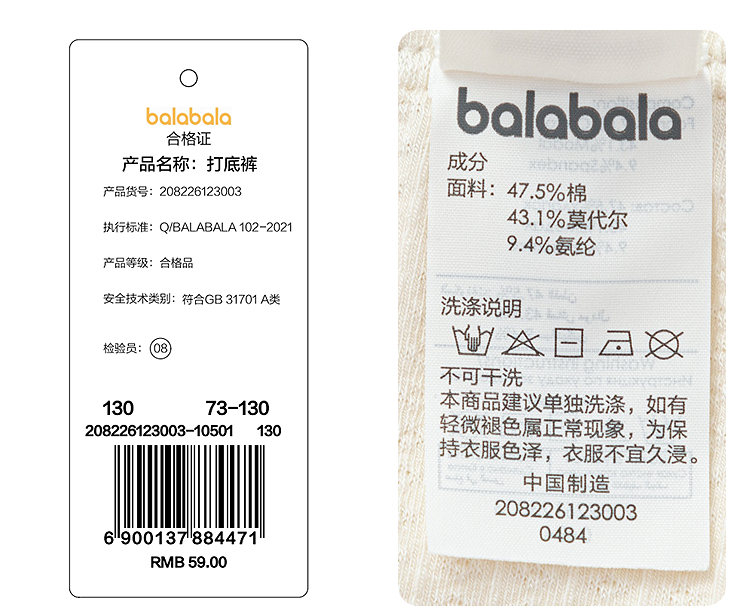 balabala
合格证
产品名称：打底裤
产品货号：208226123003
执行标准：Q/BALABALA 102-2021
产品等级：合格品
安全技术类别：符合GB 31701 A类
检验员：08
130 73-130
208226123003-10501 130
6 900137 884471
RMB 59.00
balabala
成分
面料：47.5%棉
43.1%莫代尔
9.4%氨纶
洗涤说明
不可干洗
本商品建议单独洗涤，如有
轻微褪色属正常现象，为保
持衣服色泽，衣服不宜久浸。
中国制造
208226123003
0484